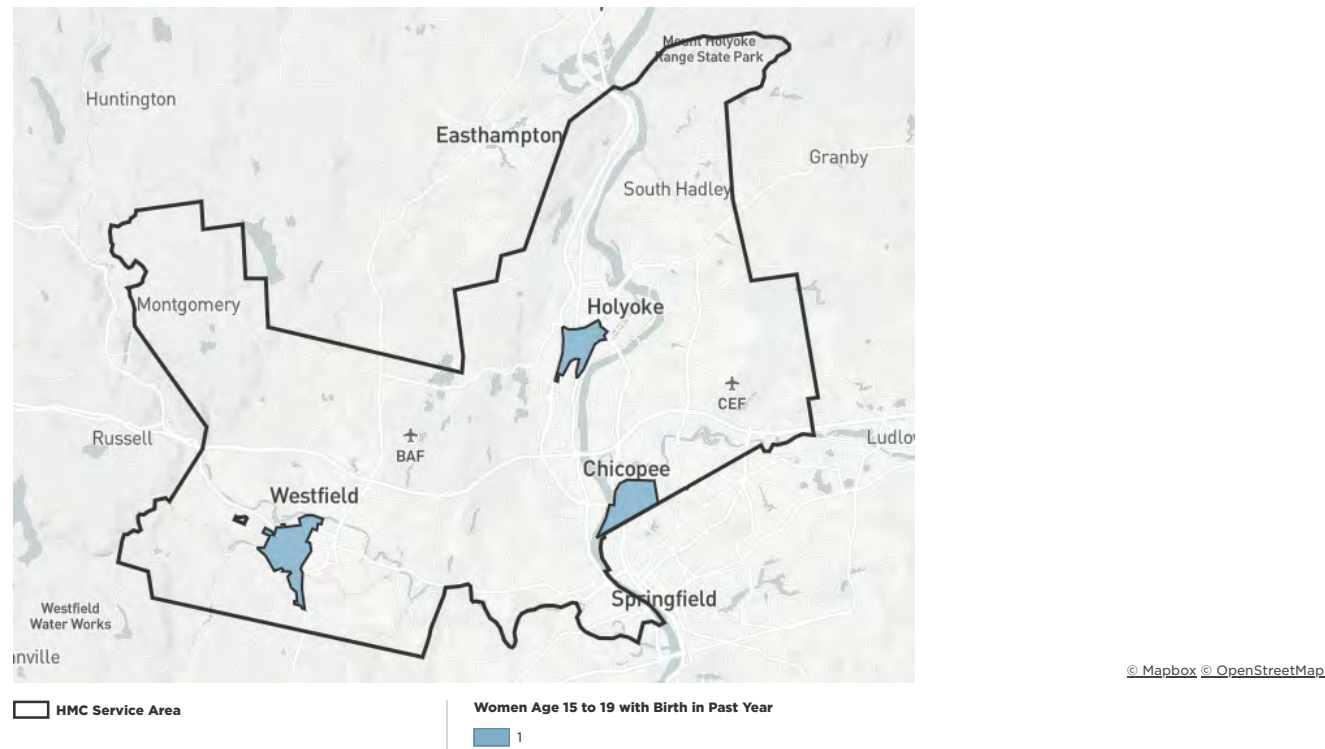 Mount Holyoke
Range State Park
Huntington
Easthampton
Granby
South Hadley
Montgomery
Holyoke
CEF
Russell
BAF
Ludlo
Chicopee
Westfield
Springfield
Westfield
Water Works
nville
© Mapbox © OpenStreetMap
HMC Service Area
Women Age 15 to 19 with Birth in Past Year
1